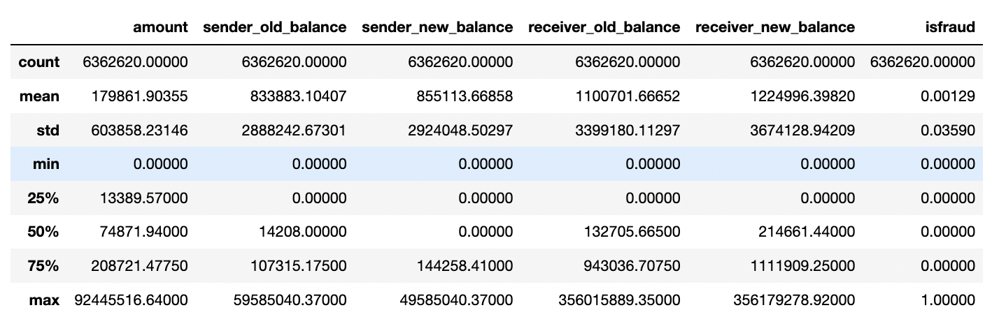 amount sender_old_balance sender_new_balance receiver_old_balance receiver_new_balance isfraud
count 6362620.00000 6362620.00000 6362620.00000 6362620.00000 6362620.00000 6362620.00000
mean 179861.90355 833883.10407 855113.66858 1100701.66652 1224996.39820 0.00129
std 603858.23146 2888242.67301 2924048.50297 3399180.11297 3674128.94209 0.03590
min 0.00000 0.00000 0.00000 0.00000 0.00000 0.00000
25% 13389.57000 0.00000 0.00000 0.00000 0.00000 0.00000
50% 74871.94000 14208.00000 0.00000 132705.66500 214661.44000 0.00000
75% 208721.47750 107315.17500 144258.41000 943036.70750 1111909.25000 0.00000
max 92445516.64000 59585040.37000 49585040.37000 356015889.35000 356179278.92000 1.00000